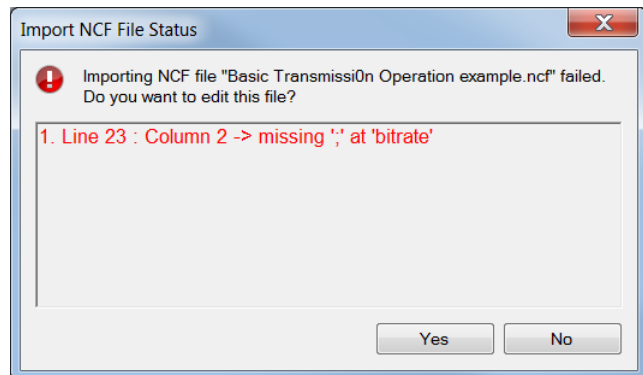 Import NCF File Status
Importing NCF file "Basic Transmissi0n Operation example.ncf" failed.
Do you want to edit this file?
1. Line 23 : Column 2 -> missing ';' at 'bitrate'
Yes
No